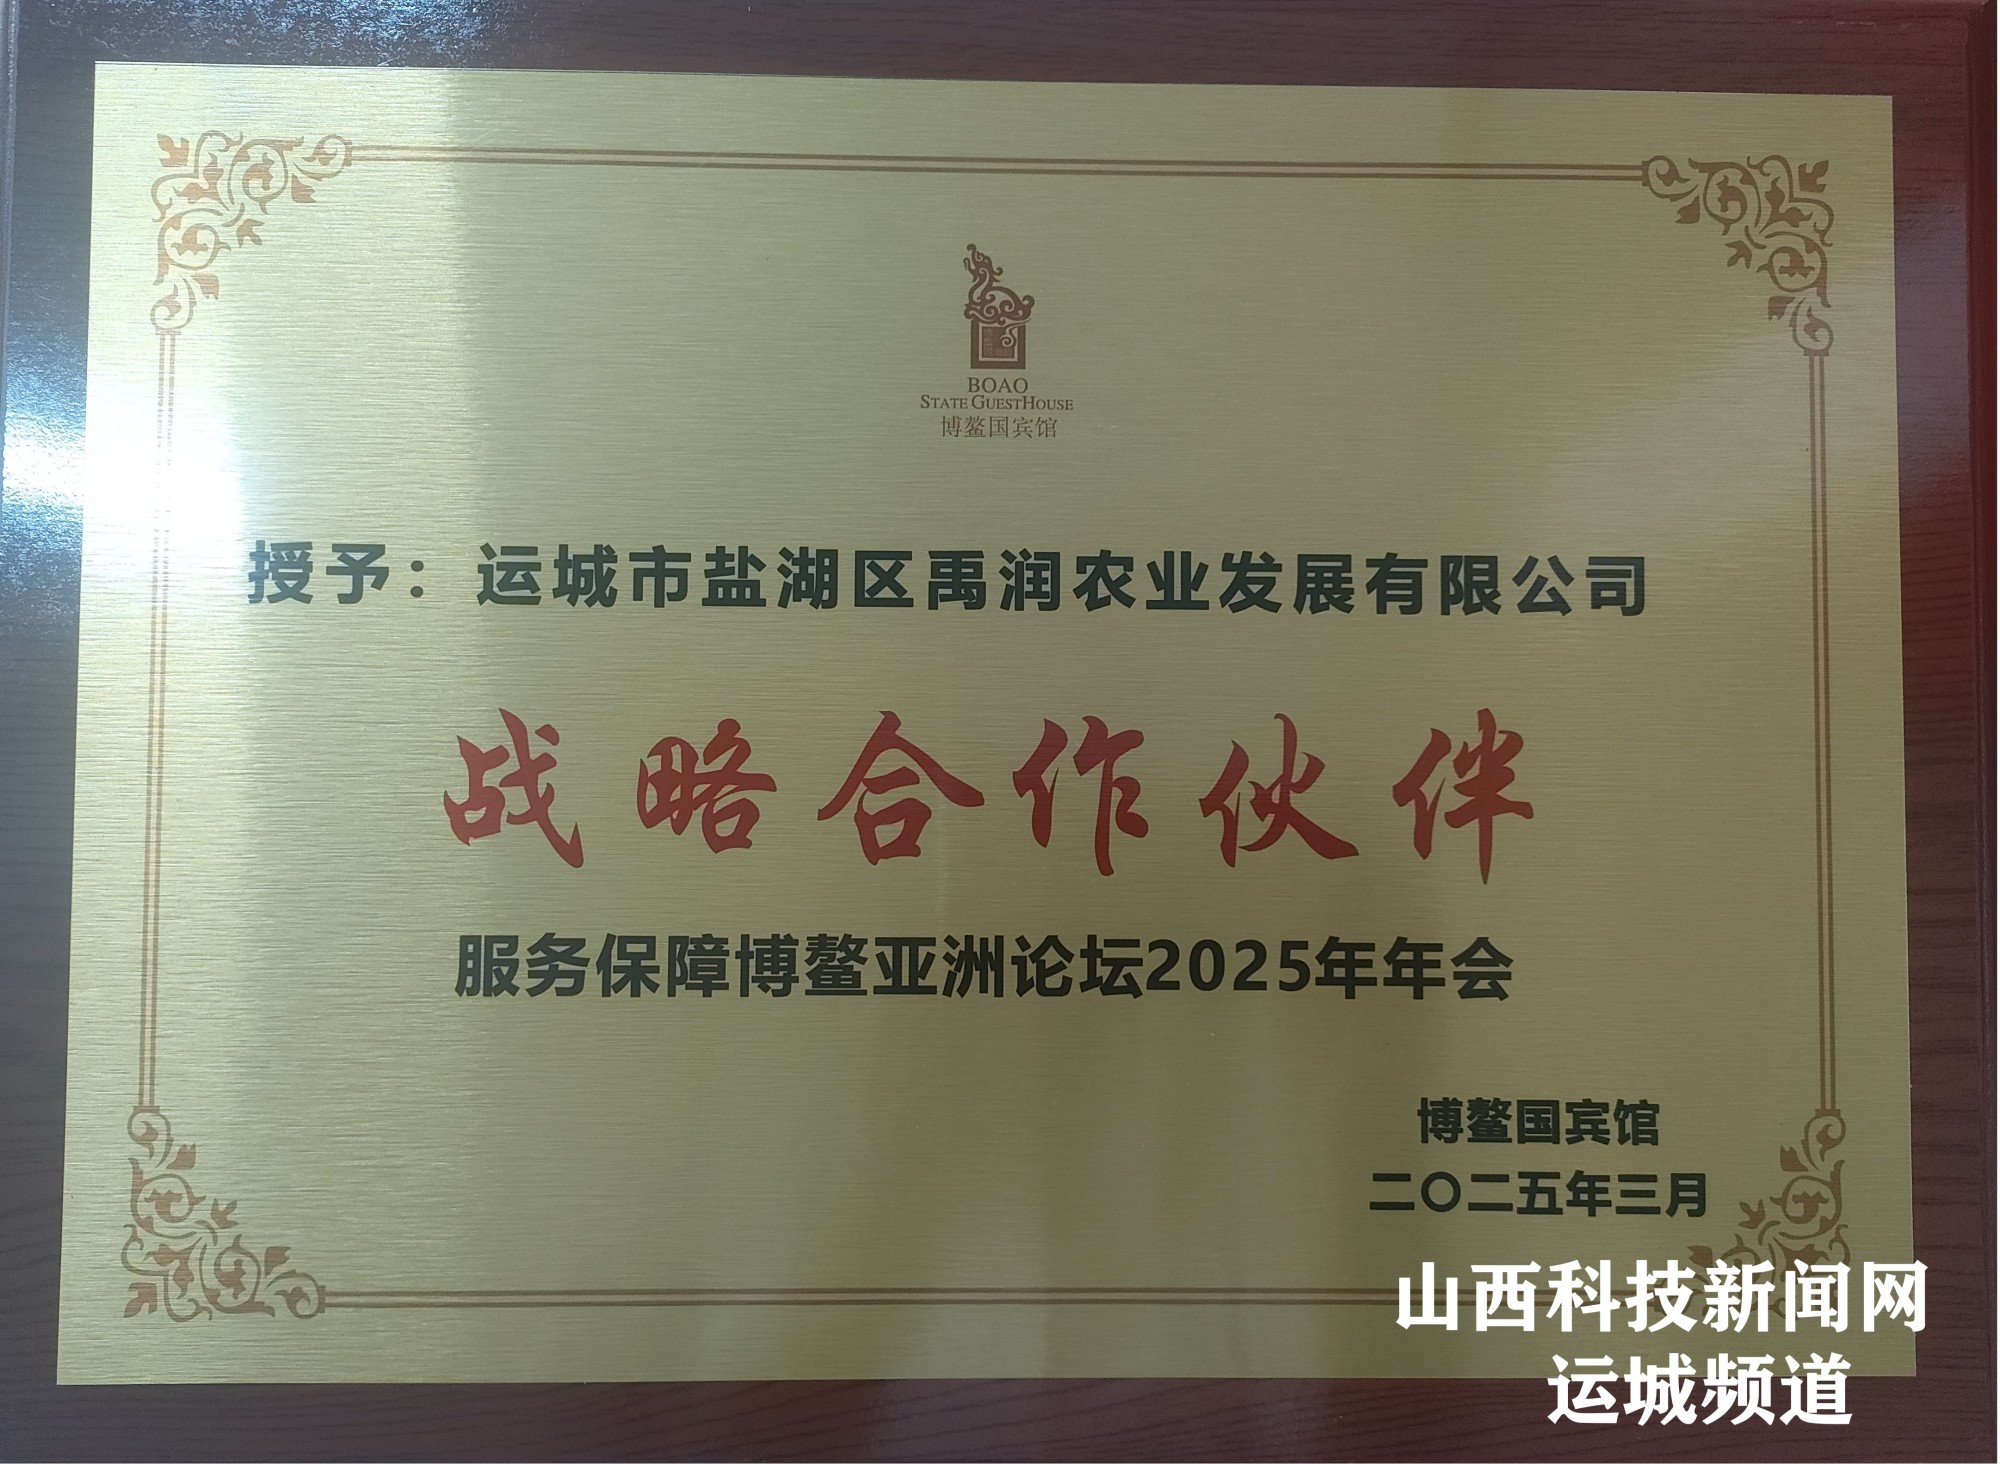 BOAO
STATE GUESTHOUSE
博鳌国宾馆
授予：运城市盐湖区禹润农业发展有限公司
战略合作伙伴
服务保障博鳌亚洲论坛2025年年会
博鳌国宾馆
二〇二五年三月
山西科技新闻网
运城频道